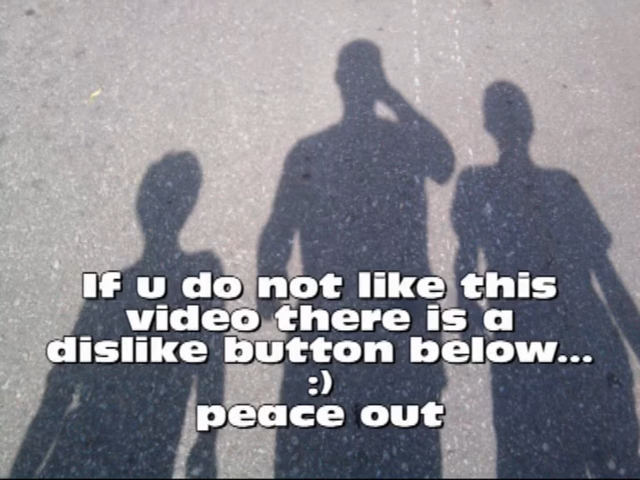 If u do not like this
video there is a
dislike button below...
:)
peace out